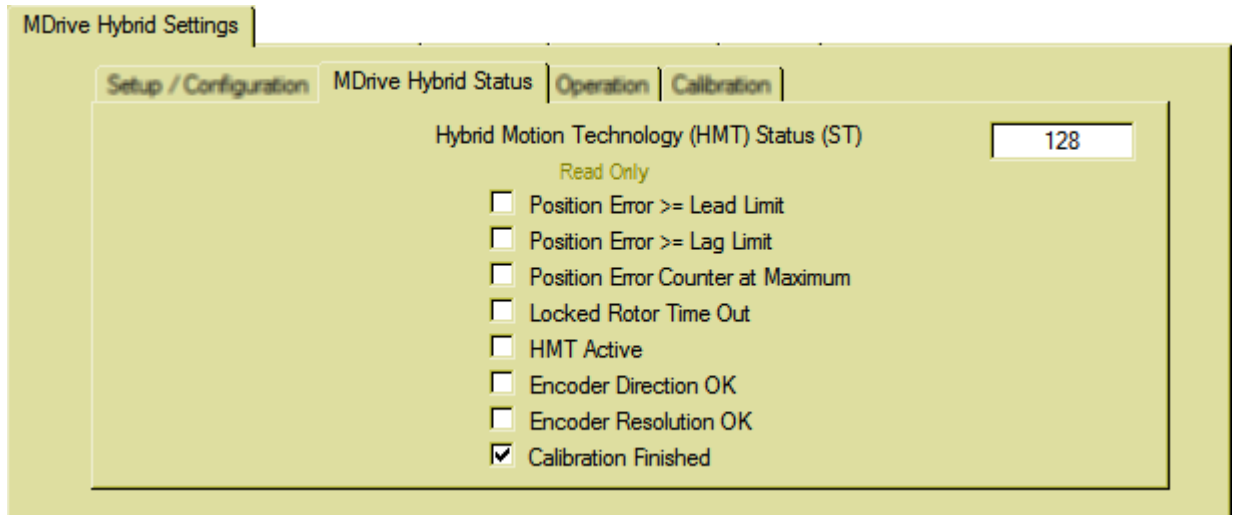 MDrive Hybrid Settings
Setup / Configuration MDrive Hybrid Status Operation Calibration
Hybrid Motion Technology (HMT) Status (ST) 128
Read Only
Position Error >= Lead Limit
Position Error >= Lag Limit
Position Error Counter at Maximum
Locked Rotor Time Out
HMT Active
Encoder Direction OK
Encoder Resolution OK
Calibration Finished